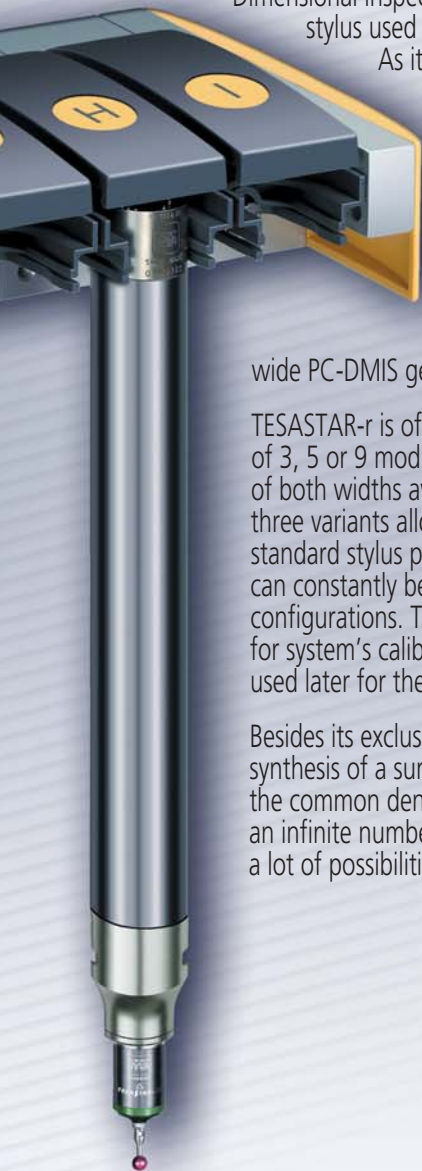 Dimensional inspec
stylus used
As it
H
I
wide PC-DMIS ge
TESASTAR-r is of
of 3, 5 or 9 mod
of both widths av
three variants allo
standard stylus p
can constantly be
configurations. T
for system's calib
used later for the
Besides its exclus
synthesis of a sur
the common den
an infinite numbe
a lot of possibiliti